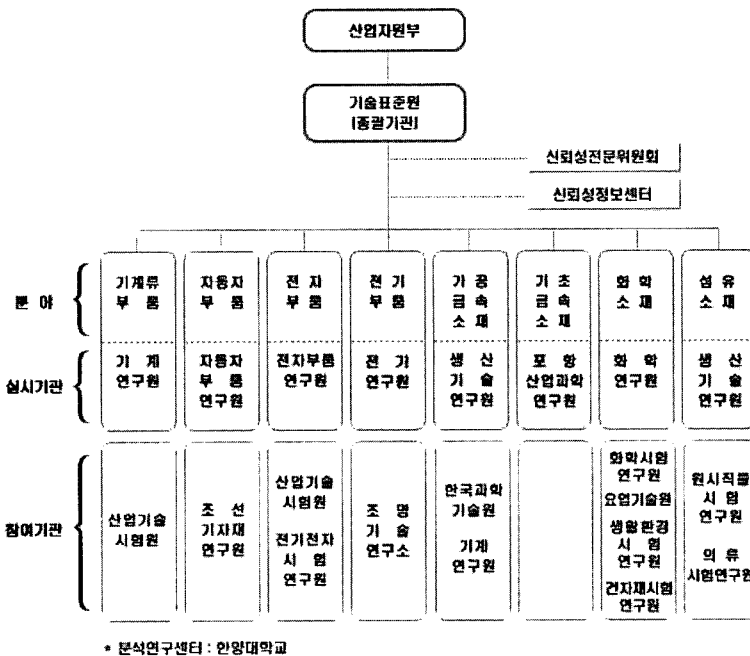 산업자원부
기술표준원
[총괄기관]
신뢰성전문위원회
신뢰성정보센터
분 야
기계류
부 품
자동차
부 품
전 자
부 품
전 기
부 품
가 공
금 속
소 재
기 초
금 속
소 재
화 학
소 재
섬 유
소 재
실시기관
기 계
연구원
자동차
부 품
연구원
전자부품
연구원
전 기
연구원
생 산
기 술
연구원
포 항
산업과학
연구원
화 학
연구원
생 산
기 술
연구원
참여기관
산업기술
시험원
조 선
기자재
연구원
산업기술
시험원
전기전자
시 험
연구원
조 명
기 술
연구소
한국과학
기술원
기계
연구원
화학시험
연구원
요업기술원
생활환경
시 험
연구원
건자재시험
연구원
원사직물
시 험
연구원
의 류
시험연구원
* 분석연구센터 : 한양대학교